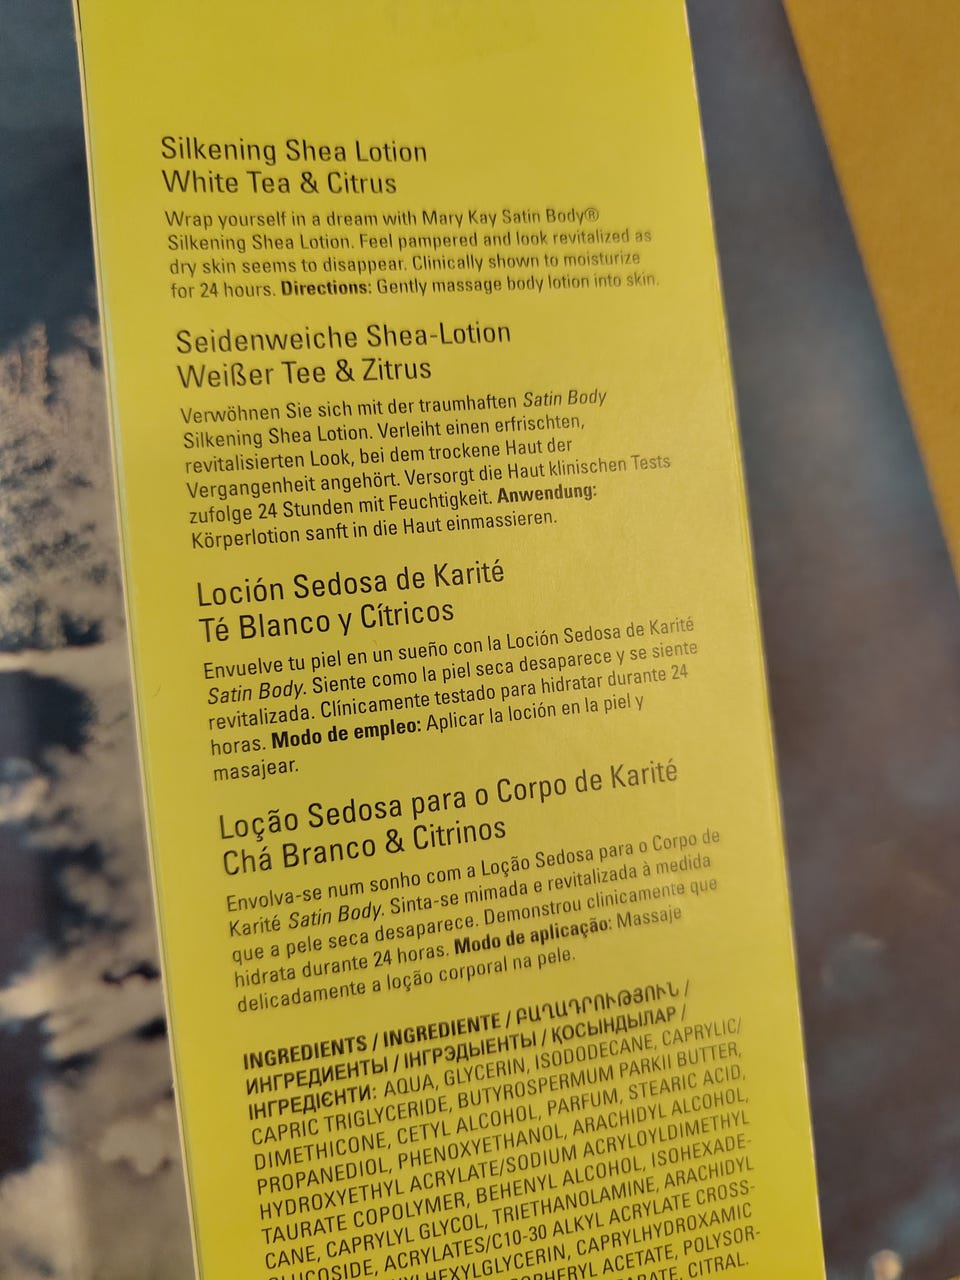 Silkening Shea Lotion
White Tea & Citrus
Wrap yourself in a dream with Mary Kay Satin Body®
Silkening Shea Lotion. Feel pampered and look revitalized as
dry skin seems to disappear. Clinically shown to moisturize
for 24 hours. Directions: Gently massage body lotion into skin.
Seidenweiche Shea-Lotion
Weißer Tee & Zitrus
Verwöhnen Sie sich mit der traumhaften Satin Body
Silkening Shea Lotion. Verleiht einen erfrischten,
revitalisierten Look, bei dem trockene Haut der
Vergangenheit angehört. Versorgt die Haut klinischen Tests
zufolge 24 Stunden mit Feuchtigkeit. Anwendung:
Körperlotion sanft in die Haut einmassieren.
Loción Sedosa de Karité
Té Blanco y Cítricos
Envuelve tu piel en un sueño con la Loción Sedosa de Karité
Satin Body. Siente como la piel seca desaparece y se siente
revitalizada. Clínicamente testado para hidratar durante 24
horas. Modo de empleo: Aplicar la loción en la piel y
masajear.
Loção Sedosa para o Corpo de Karité
Chá Branco & Citrinos
Envolva-se num sonho com a Loção Sedosa para o Corpo de
Karité Satin Body. Sinta-se mimada e revitalizada à medida
que a pele seca desaparece. Demonstrou clinicamente que
hidrata durante 24 horas. Modo de aplicação: Massaje
delicadamente a loção corporal na pele.
INGREDIENTS / INGREDIENTE / ԲԱՂԱԴՐՈՒԹՅՈՒՆ /
ИНГРЕДИЕНТЫ / ІНГРЭДЫЕНТЫ / ҚОСЫНДЫЛАР /
ІНГРЕДІЄНТИ: AQUA, GLYCERIN, ISODODECANE, CAPRYLIC/
CAPRIC TRIGLYCERIDE, BUTYROSPERMUM PARKII BUTTER,
DIMETHICONE, CETYL ALCOHOL, PARFUM, STEARIC ACID,
PROPANEDIOL, PHENOXYETHANOL, ARACHIDYL ALCOHOL,
HYDROXYETHYL ACRYLATE/SODIUM ACRYLOYLDIMETHYL
TAURATE COPOLYMER, BEHENYL ALCOHOL, ISOHEXADE-
CANE, CAPRYLYL GLYCOL, TRIETHANOLAMINE, ARACHIDYL
GLUCOSIDE, ACRYLATES/C10-30 ALKYL ACRYLATE CROSS-
CAPRYLHYDROXAMIC
ACETATE, POLYSOR-
CITRAL.